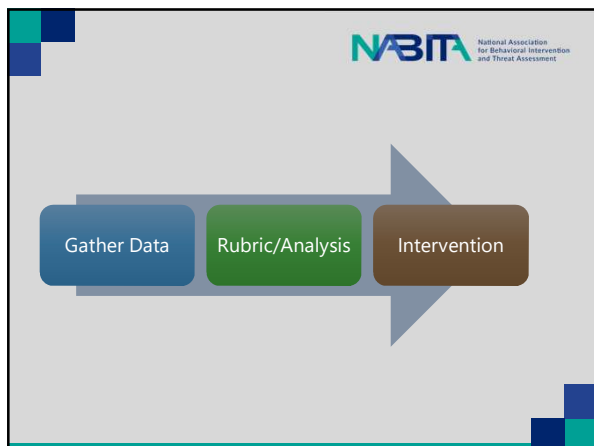 NABITA
National Association
for Behavioral Intervention
and Threat Assessment
Gather Data
Rubric/Analysis
Intervention